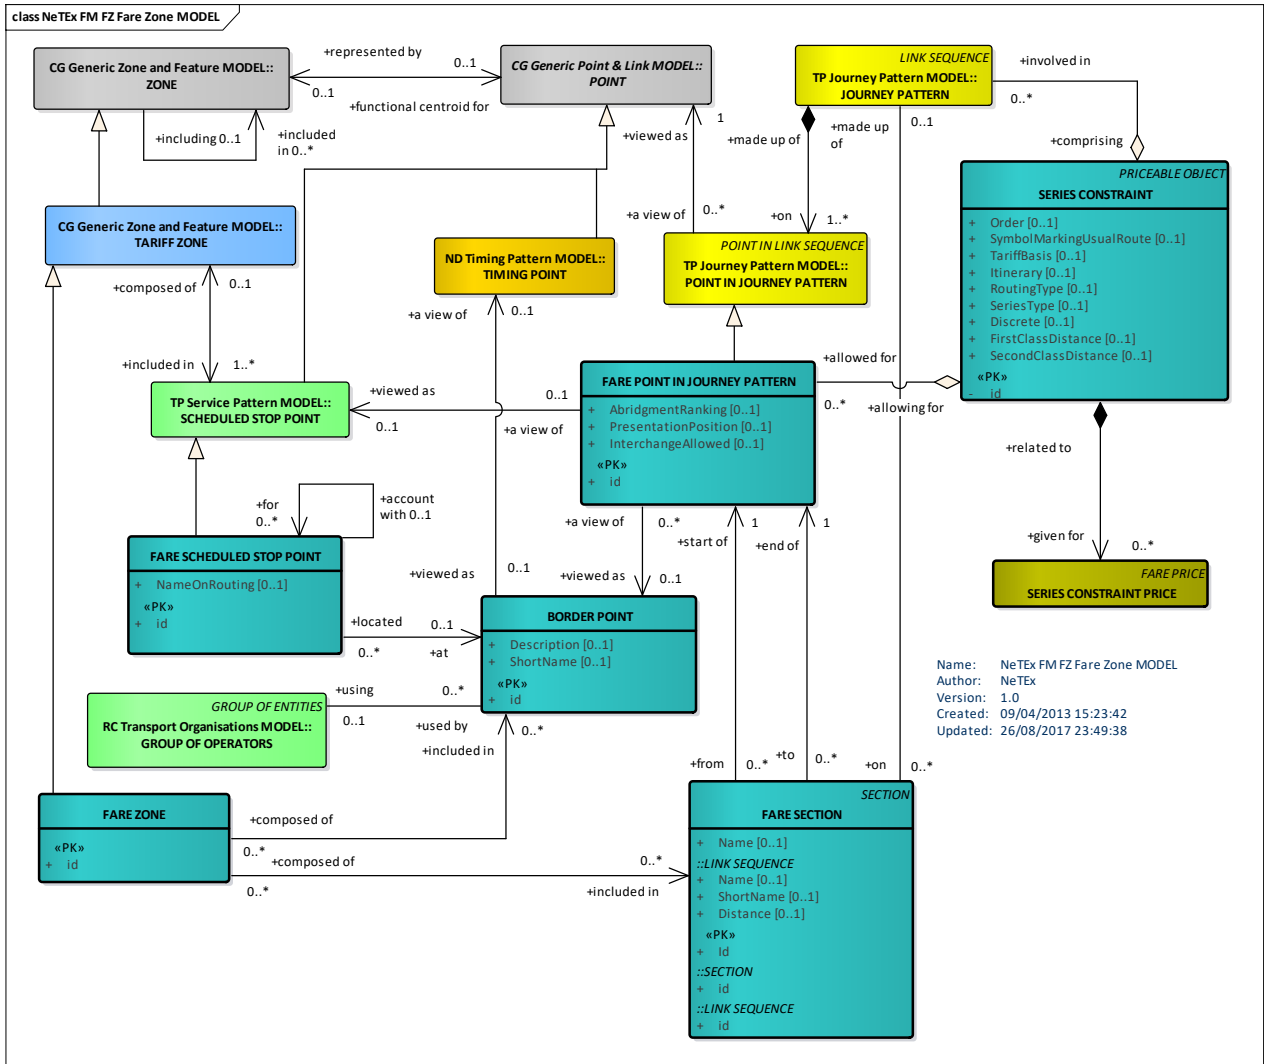 class NeTEx FM FZ Fare Zone MODEL
CG Generic Zone and Feature MODEL::
ZONE
+represented by
0..1
0..1
+functional centroid for
CG Generic Point & Link MODEL::
POINT
LINK SEQUENCE
TP Journey Pattern MODEL::
JOURNEY PATTERN
+involved in
0..*
+including 0..1
+included
in 0..*
+viewed as
1
+made up of
+made up
of
0..1
+comprising
PRICEABLE OBJECT
SERIES CONSTRAINT
+ Order [0..1]
+ SymbolMarkingUsualRoute [0..1]
+ TariffBasis [0..1]
+ Itinerary [0..1]
+ RoutingType [0..1]
+ SeriesType [0..1]
+ Discrete [0..1]
+ FirstClassDistance [0..1]
+ SecondClassDistance [0..1]
«PK»
- id
CG Generic Zone and Feature MODEL::
TARIFF ZONE
+a view of
0..*
+on
1..*
ND Timing Pattern MODEL::
TIMING POINT
POINT IN LINK SEQUENCE
TP Journey Pattern MODEL::
POINT IN JOURNEY PATTERN
+composed of
0..1
+a view of
0..1
+included in
1..*
+allowed for
0..*
+allowing for
TP Service Pattern MODEL::
SCHEDULED STOP POINT
+viewed as
0..1
0..1
+a view of
FARE POINT IN JOURNEY PATTERN
+ AbridgmentRanking [0..1]
+ PresentationPosition [0..1]
+ InterchangeAllowed [0..1]
«PK»
+ id
+related to
+for
0..*
+account
with 0..1
+a view of
0..*
+start of
1
+end of
1
+given for
0..*
FARE SCHEDULED STOP POINT
+ NameOnRouting [0..1]
«PK»
+ id
+viewed as
0..1
+viewed as
0..1
FARE PRICE
SERIES CONSTRAINT PRICE
BORDER POINT
+ Description [0..1]
+ ShortName [0..1]
«PK»
+ id
+located
0..*
0..1
+at
Name: NeTEx FM FZ Fare Zone MODEL
Author: NeTEx
Version: 1.0
Created: 09/04/2013 15:23:42
Updated: 26/08/2017 23:49:38
GROUP OF ENTITIES
RC Transport Organisations MODEL::
GROUP OF OPERATORS
+using
0..1
0..*
+used by
+included in
0..*
+from
0..*
+to
0..*
+on
0..*
FARE ZONE
«PK»
+ id
+composed of
0..*
+composed of
0..*
0..*
+included in
SECTION
FARE SECTION
+ Name [0..1]
::LINK SEQUENCE
+ Name [0..1]
+ ShortName [0..1]
+ Distance [0..1]
«PK»
+ Id
::SECTION
+ id
::LINK SEQUENCE
+ id